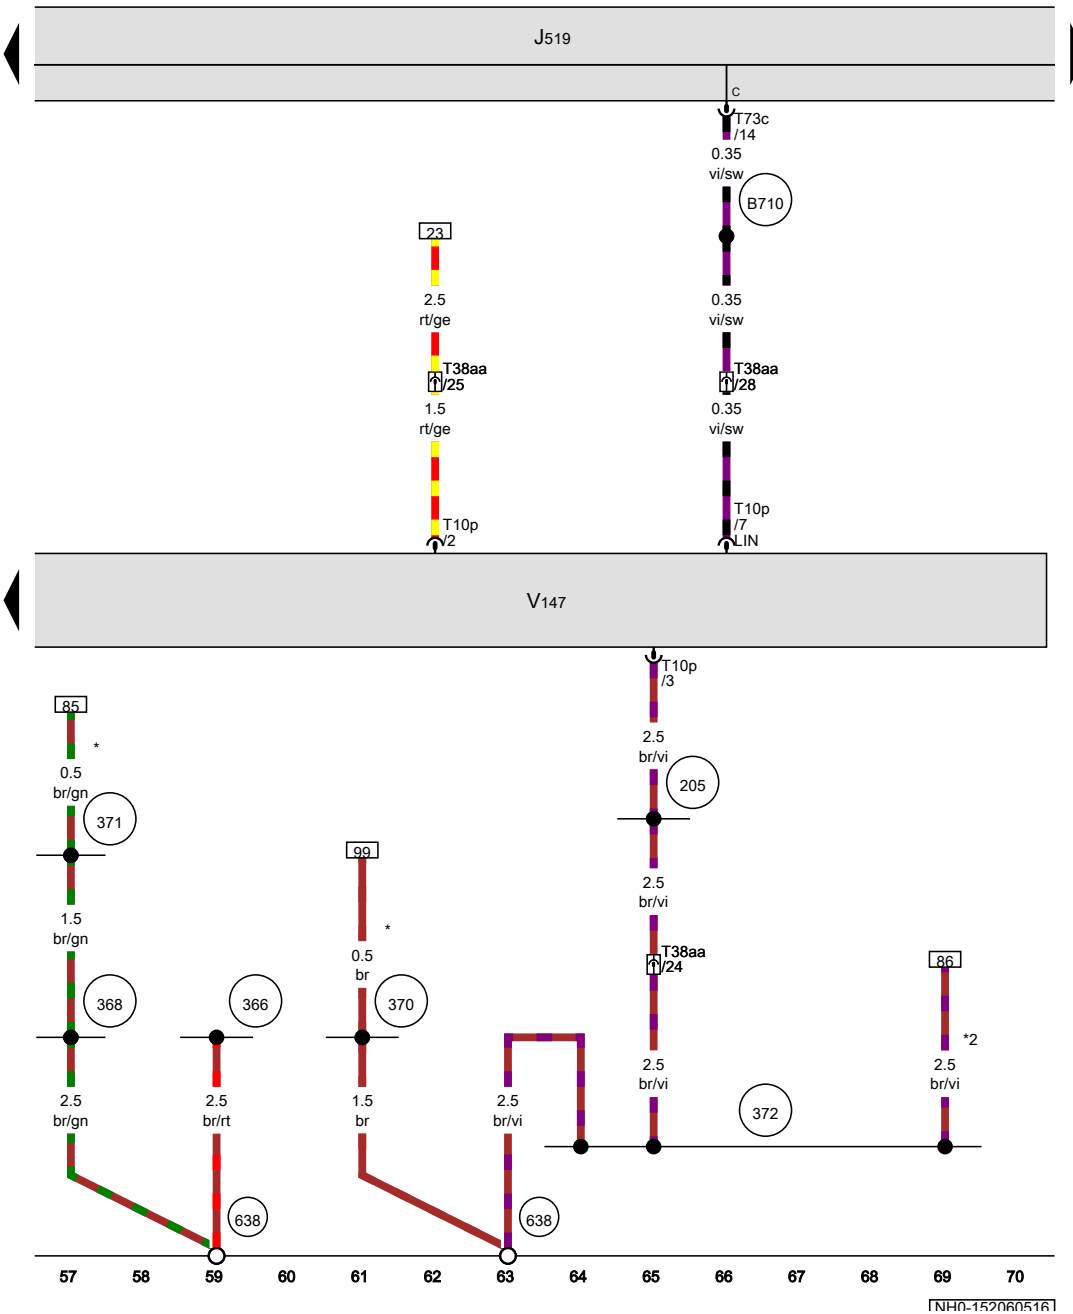 J519
C
T73c
/14
0.35
vi/sw
B710
23
2.5
rt/ge
0.35
vi/sw
T38aa
/25
T38aa
/28
1.5
rt/ge
0.35
vi/sw
T10p
/2
T10p
/7
LIN
V147
T10p
/3
85
*
2.5
br/vi
0.5
br/gn
205
371
99
2.5
br/vi
1.5
br/gn
*
0.5
br
T38aa
/24
86
368
366
370
*2
2.5
br/gn
2.5
br/rt
1.5
br
2.5
br/vi
2.5
br/vi
2.5
br/vi
372
638
638
57 58 59 60 61 62 63 64 65 66 67 68 69 70
NH0-152060516